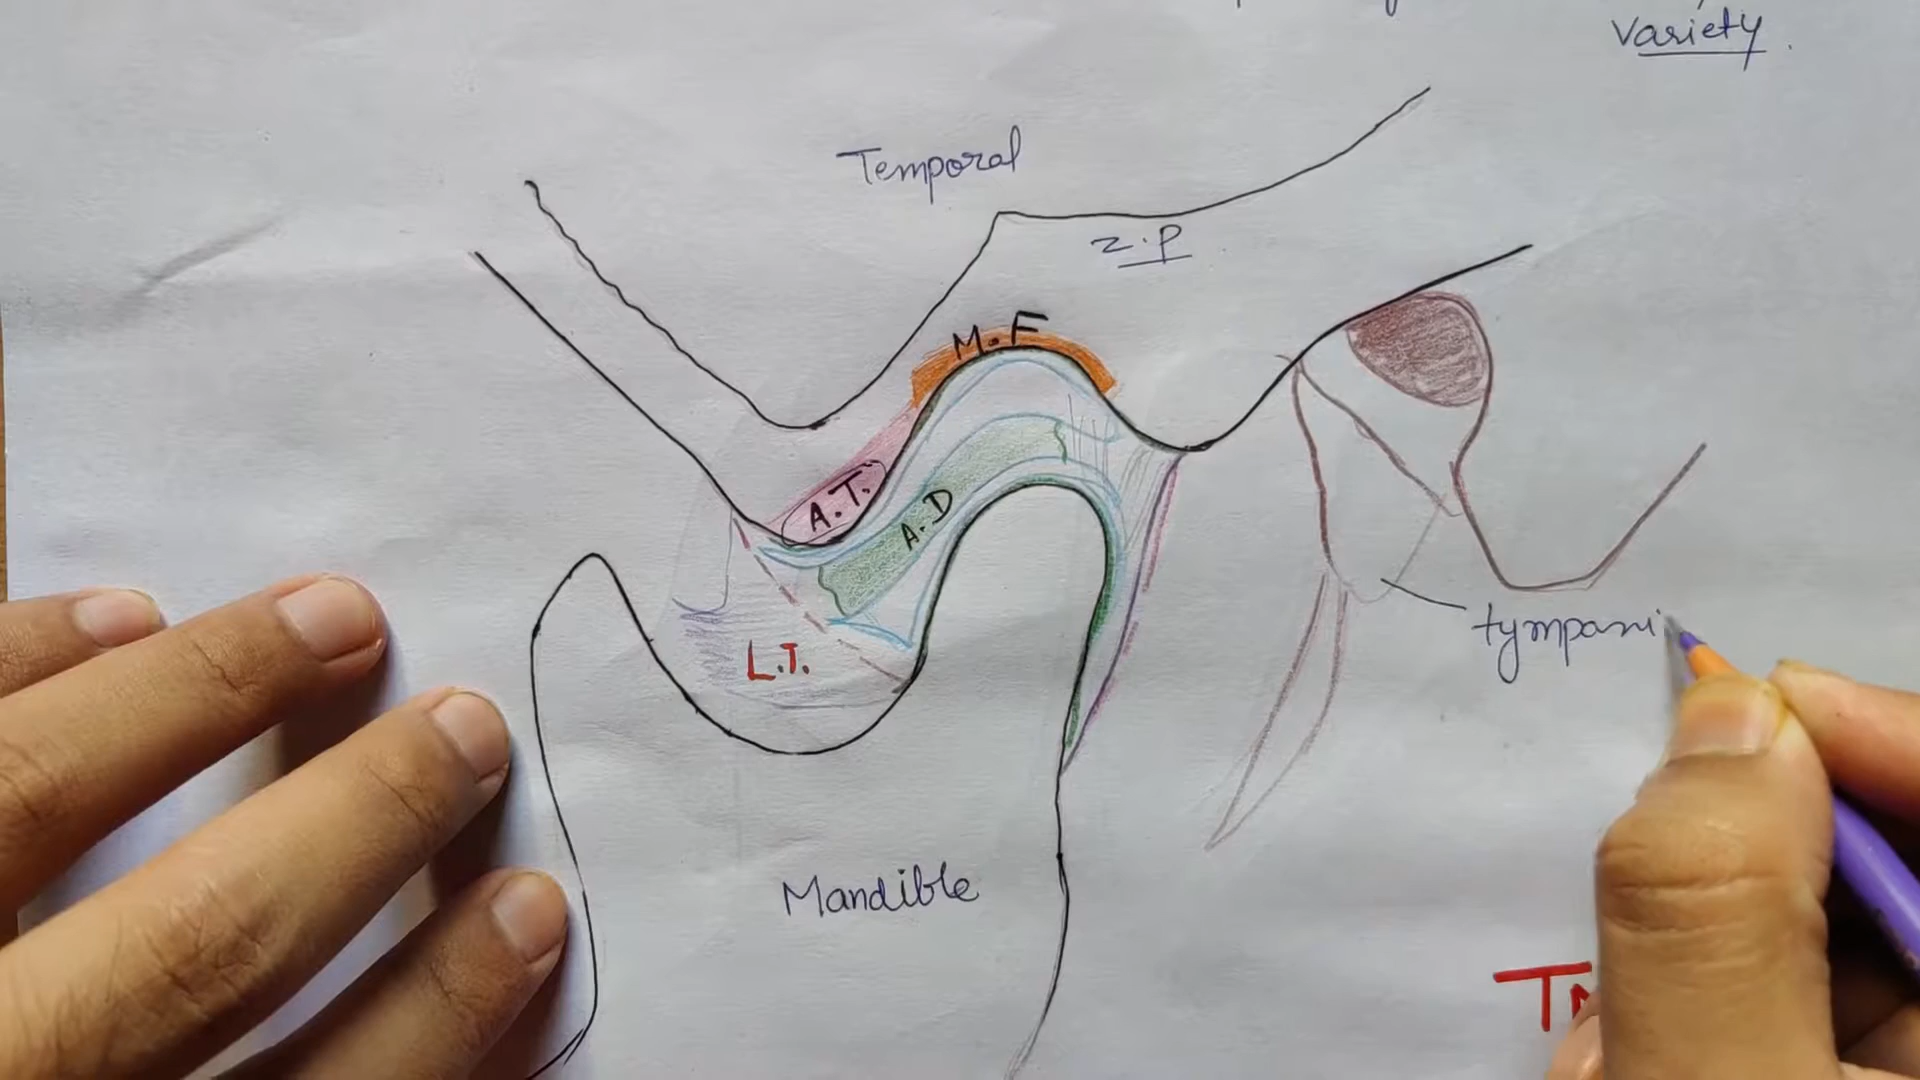 Variety.
Temporal
Z.P
M.F
A.T.
A.D
L.T.
tympani
Mandible